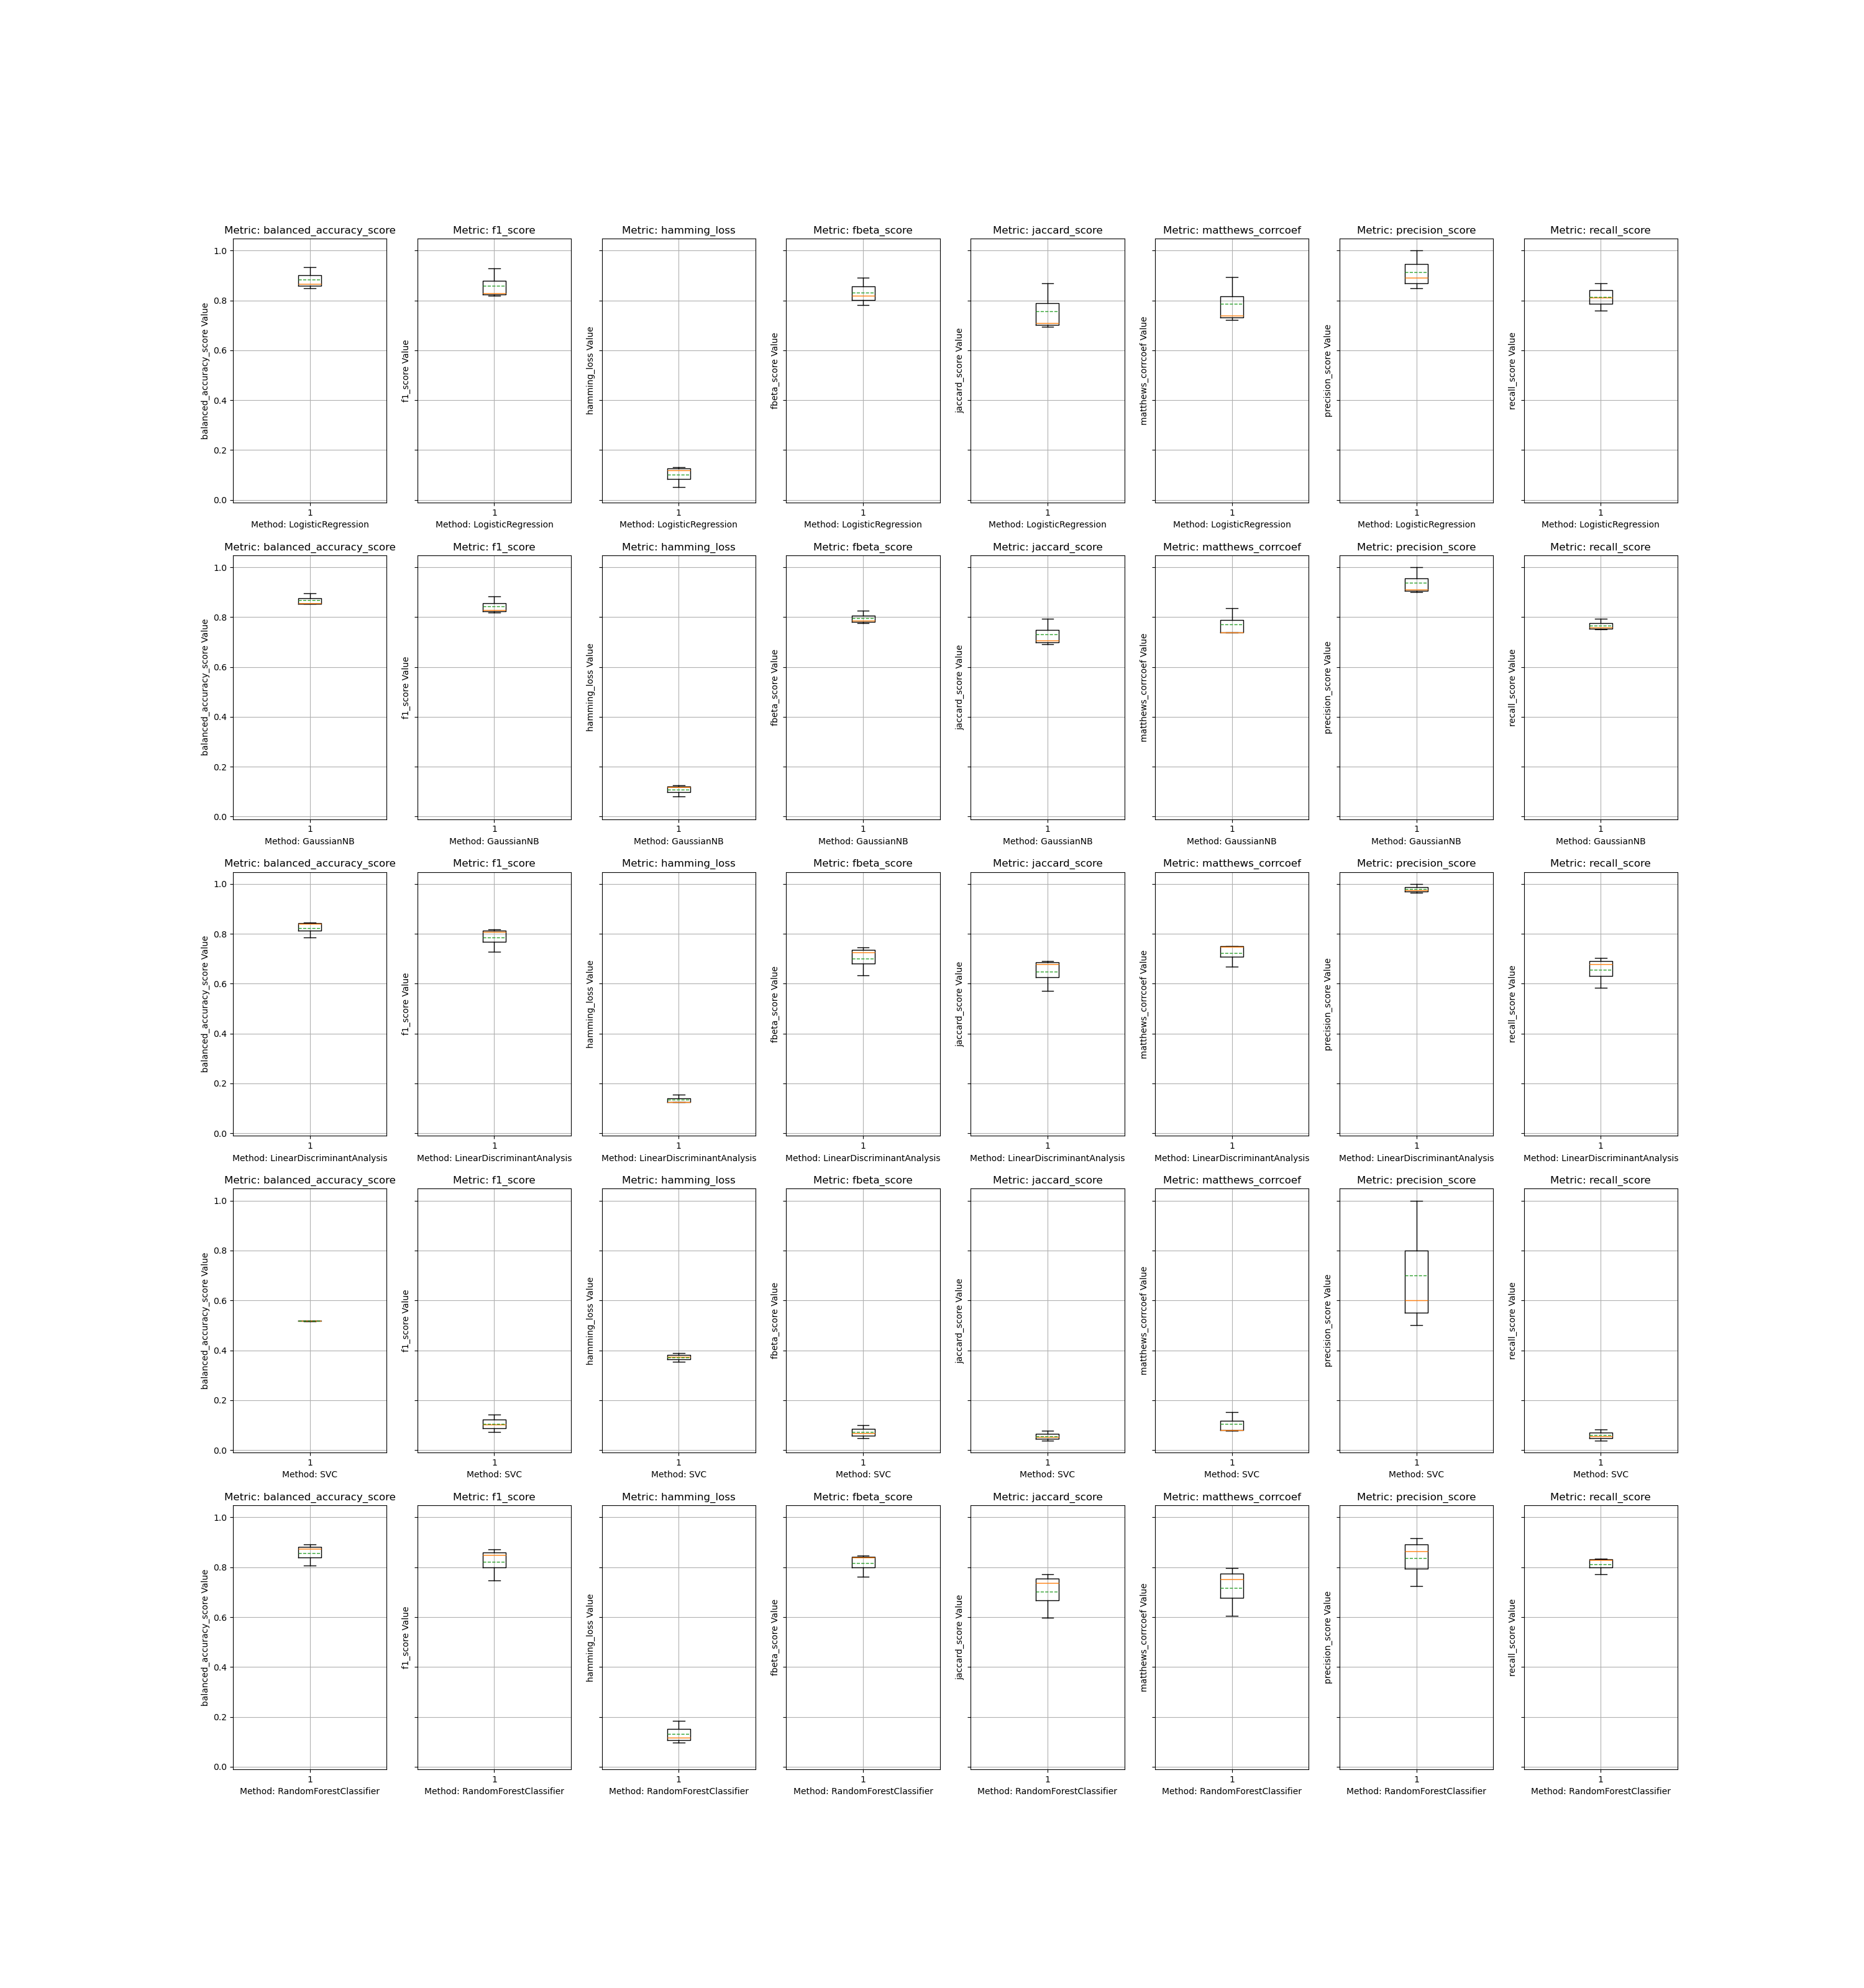 Metric: balanced_accuracy_score Metric: f1_score Metric: hamming_loss Metric: fbeta_score Metric: jaccard_score Metric: matthews_corrcoef Metric: precision_score Metric: recall_score
balanced_accuracy_score Value
f1_score Value
hamming_loss Value
fbeta_score Value
jaccard_score Value
matthews_corrcoef Value
precision_score Value
recall_score Value
1.0
0.8
0.6
0.4
0.2
0.0
1 1 1 1 1 1 1 1
Method: LogisticRegression Method: LogisticRegression Method: LogisticRegression Method: LogisticRegression Method: LogisticRegression Method: LogisticRegression Method: LogisticRegression Method: LogisticRegression
Metric: balanced_accuracy_score Metric: f1_score Metric: hamming_loss Metric: fbeta_score Metric: jaccard_score Metric: matthews_corrcoef Metric: precision_score Metric: recall_score
balanced_accuracy_score Value
f1_score Value
hamming_loss Value
fbeta_score Value
jaccard_score Value
matthews_corrcoef Value
precision_score Value
recall_score Value
1.0
0.8
0.6
0.4
0.2
0.0
1 1 1 1 1 1 1 1
Method: GaussianNB Method: GaussianNB Method: GaussianNB Method: GaussianNB Method: GaussianNB Method: GaussianNB Method: GaussianNB Method: GaussianNB
Metric: balanced_accuracy_score Metric: f1_score Metric: hamming_loss Metric: fbeta_score Metric: jaccard_score Metric: matthews_corrcoef Metric: precision_score Metric: recall_score
balanced_accuracy_score Value
f1_score Value
hamming_loss Value
fbeta_score Value
jaccard_score Value
matthews_corrcoef Value
precision_score Value
recall_score Value
1.0
0.8
0.6
0.4
0.2
0.0
1 1 1 1 1 1 1 1
Method: LinearDiscriminantAnalysis Method: LinearDiscriminantAnalysis Method: LinearDiscriminantAnalysis Method: LinearDiscriminantAnalysis Method: LinearDiscriminantAnalysis Method: LinearDiscriminantAnalysis Method: LinearDiscriminantAnalysis Method: LinearDiscriminantAnalysis
Metric: balanced_accuracy_score Metric: f1_score Metric: hamming_loss Metric: fbeta_score Metric: jaccard_score Metric: matthews_corrcoef Metric: precision_score Metric: recall_score
balanced_accuracy_score Value
f1_score Value
hamming_loss Value
fbeta_score Value
jaccard_score Value
matthews_corrcoef Value
precision_score Value
recall_score Value
1.0
0.8
0.6
0.4
0.2
0.0
1 1 1 1 1 1 1 1
Method: SVC Method: SVC Method: SVC Method: SVC Method: SVC Method: SVC Method: SVC Method: SVC
Metric: balanced_accuracy_score Metric: f1_score Metric: hamming_loss Metric: fbeta_score Metric: jaccard_score Metric: matthews_corrcoef Metric: precision_score Metric: recall_score
balanced_accuracy_score Value
f1_score Value
hamming_loss Value
fbeta_score Value
jaccard_score Value
matthews_corrcoef Value
precision_score Value
recall_score Value
1.0
0.8
0.6
0.4
0.2
0.0
1 1 1 1 1 1 1 1
Method: RandomForestClassifier Method: RandomForestClassifier Method: RandomForestClassifier Method: RandomForestClassifier Method: RandomForestClassifier Method: RandomForestClassifier Method: RandomForestClassifier Method: RandomForestClassifier